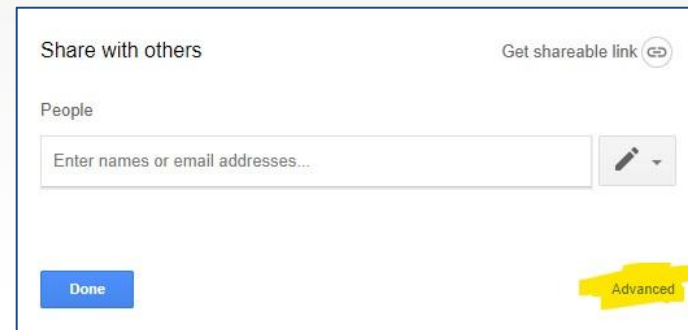 Share with others
Get shareable link
People
Enter names or email addresses...
Done
Advanced